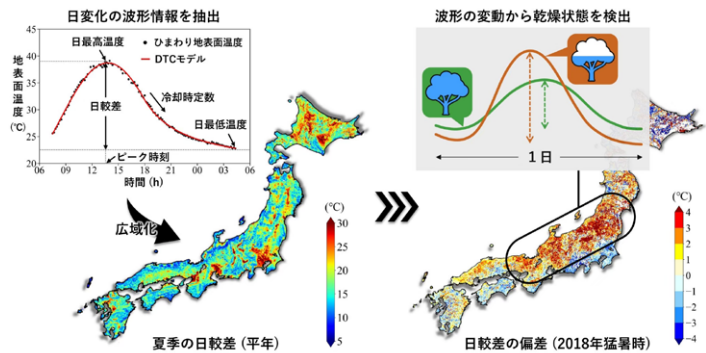 日変化の波形情報を抽出
日最高温度
ひまわり地表面温度
DTCモデル
日較差
冷却時定数
日最低温度
ピーク時刻
地表面温度
(℃)
45
40
35
30
25
20
06
09
12
15
18
21
00
03
06
時間 (h)
広域化
(℃)
30
25
20
15
10
5
夏季の日較差 (平年)
波形の変動から乾燥状態を検出
1日
(℃)
4
3
2
1
0
−1
−2
−3
−4
日較差の偏差 (2018年猛暑時)